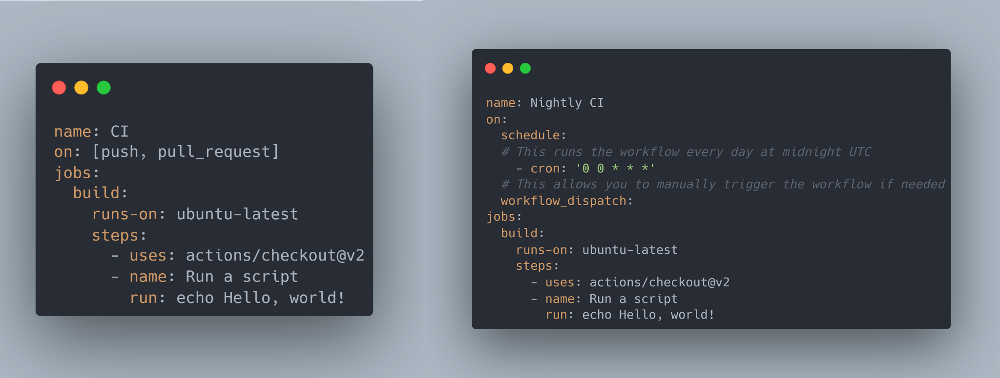 name: CI
on: [push, pull_request]
jobs:
  build:
    runs-on: ubuntu-latest
    steps:
      - uses: actions/checkout@v2
      - name: Run a script
        run: echo Hello, world!
name: Nightly CI
on:
  schedule:
  # This runs the workflow every day at midnight UTC
    - cron: '0 0 * * *'
  # This allows you to manually trigger the workflow if needed
  workflow_dispatch:
jobs:
  build:
    runs-on: ubuntu-latest
    steps:
      - uses: actions/checkout@v2
      - name: Run a script
        run: echo Hello, world!